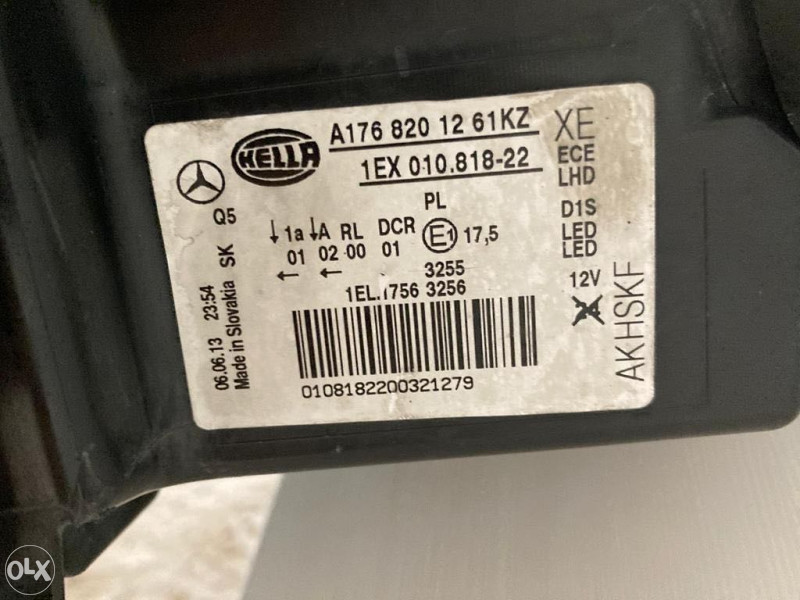 HELLA
A176 820 12 61KZ
1EX 010.818-22
XE
ECE
LHD
PL
Q5
SK
↓1a ↓A RL DCR
01 02 00 01
← ←
E1 17,5
D1S
LED
LED
3255
3256
12V
06.06.13 23:54
Made in Slovakia
AKHSKF
0108182200321279
OLX